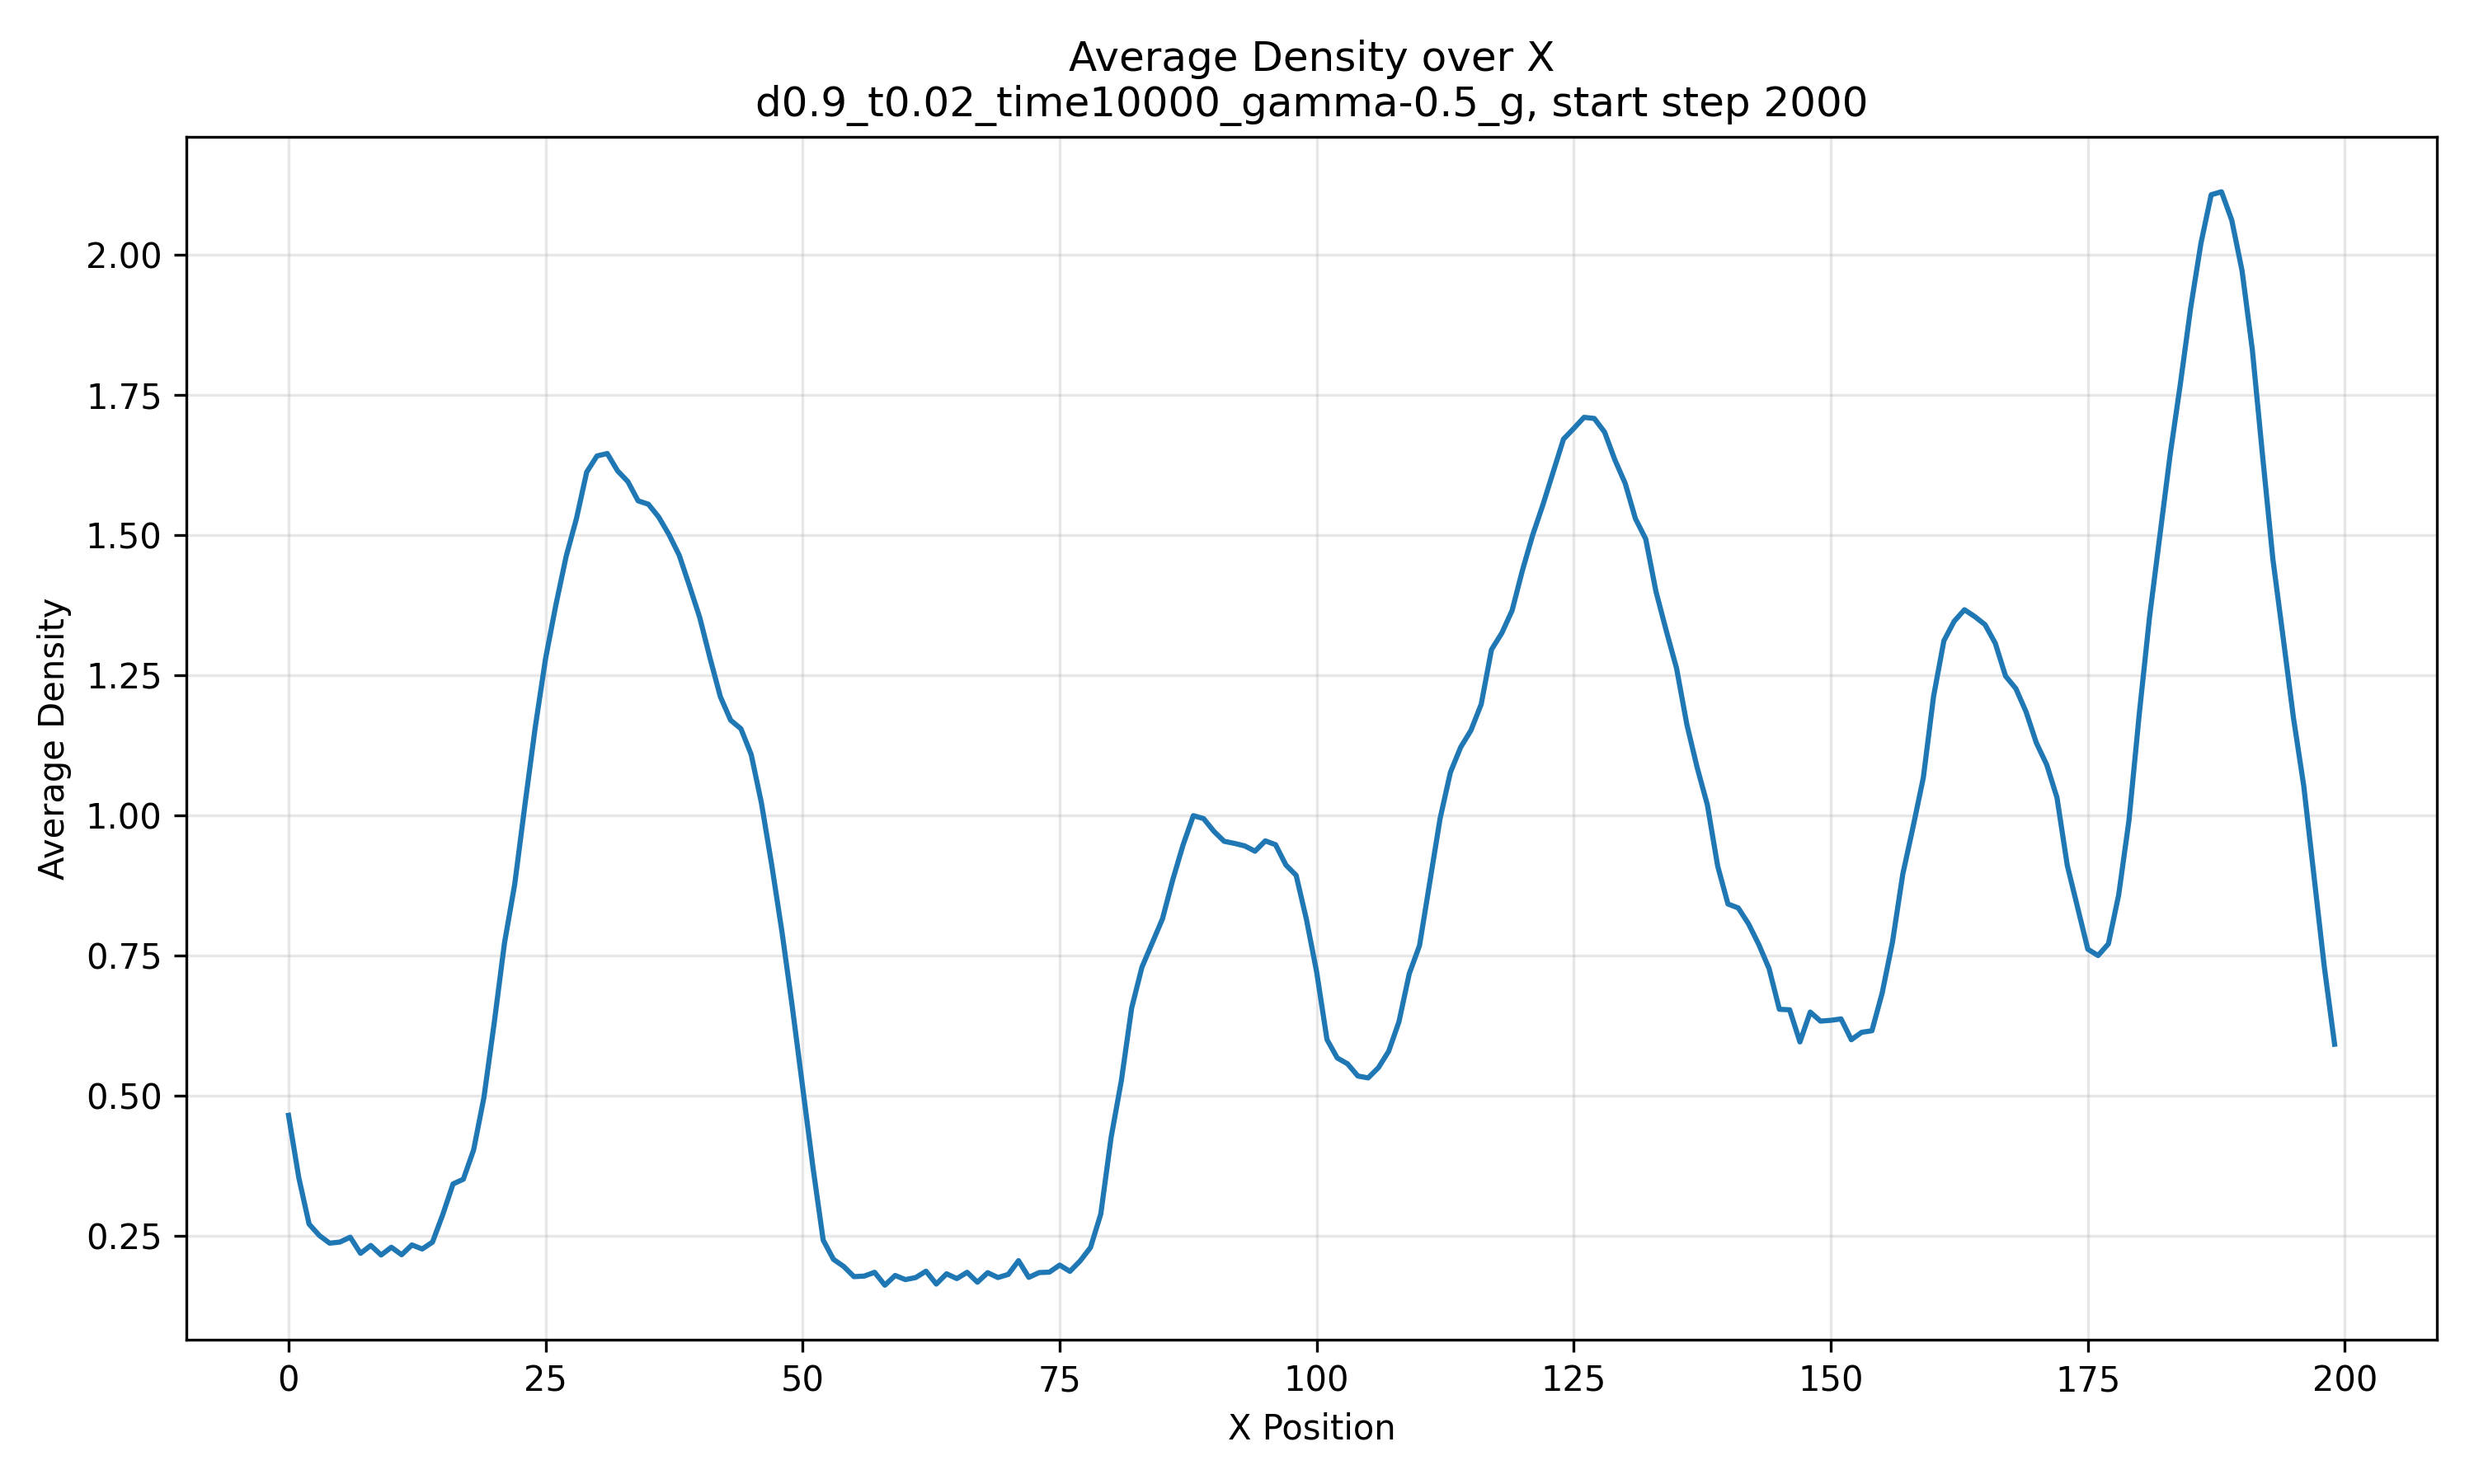 Average Density over X
d0.9_t0.02_time10000_gamma-0.5_g, start step 2000
Average Density
2.00
1.75
1.50
1.25
1.00
0.75
0.50
0.25
0 25 50 75 100 125 150 175 200
X Position